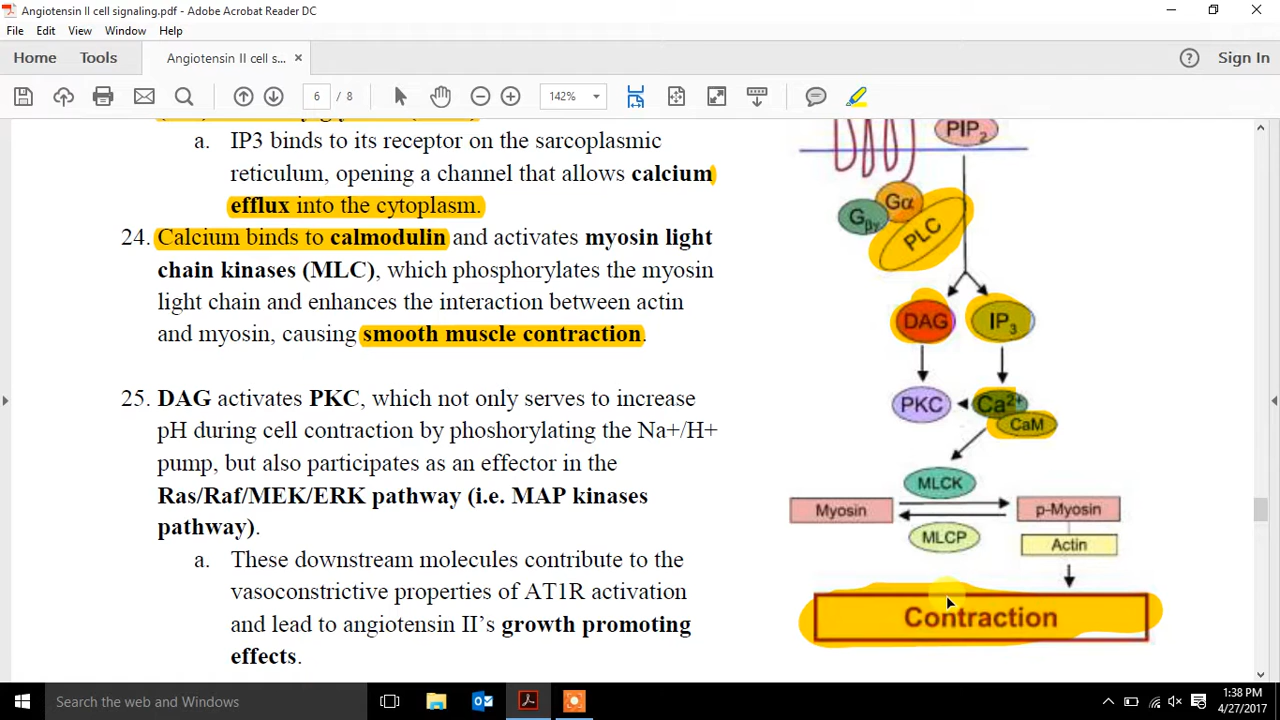 Angiotensin II cell signaling.pdf - Adobe Acrobat Reader DC
File Edit View Window Help
Home Tools Angiotensin II cell s... × Sign In
6 / 8 142%
a. IP3 binds to its receptor on the sarcoplasmic
reticulum, opening a channel that allows calcium
efflux into the cytoplasm.
24. Calcium binds to calmodulin and activates myosin light
chain kinases (MLC), which phosphorylates the myosin
light chain and enhances the interaction between actin
and myosin, causing smooth muscle contraction.
25. DAG activates PKC, which not only serves to increase
pH during cell contraction by phoshorylating the Na+/H+
pump, but also participates as an effector in the
Ras/Raf/MEK/ERK pathway (i.e. MAP kinases
pathway).
a. These downstream molecules contribute to the
vasoconstrictive properties of AT1R activation
and lead to angiotensin II’s growth promoting
effects.
PIP2
Gα
Gβγ
PLC
DAG IP3
PKC Ca2+
CaM
MLCK
Myosin p-Myosin
MLCP Actin
Contraction
Search the web and Windows
1:38 PM
4/27/2017